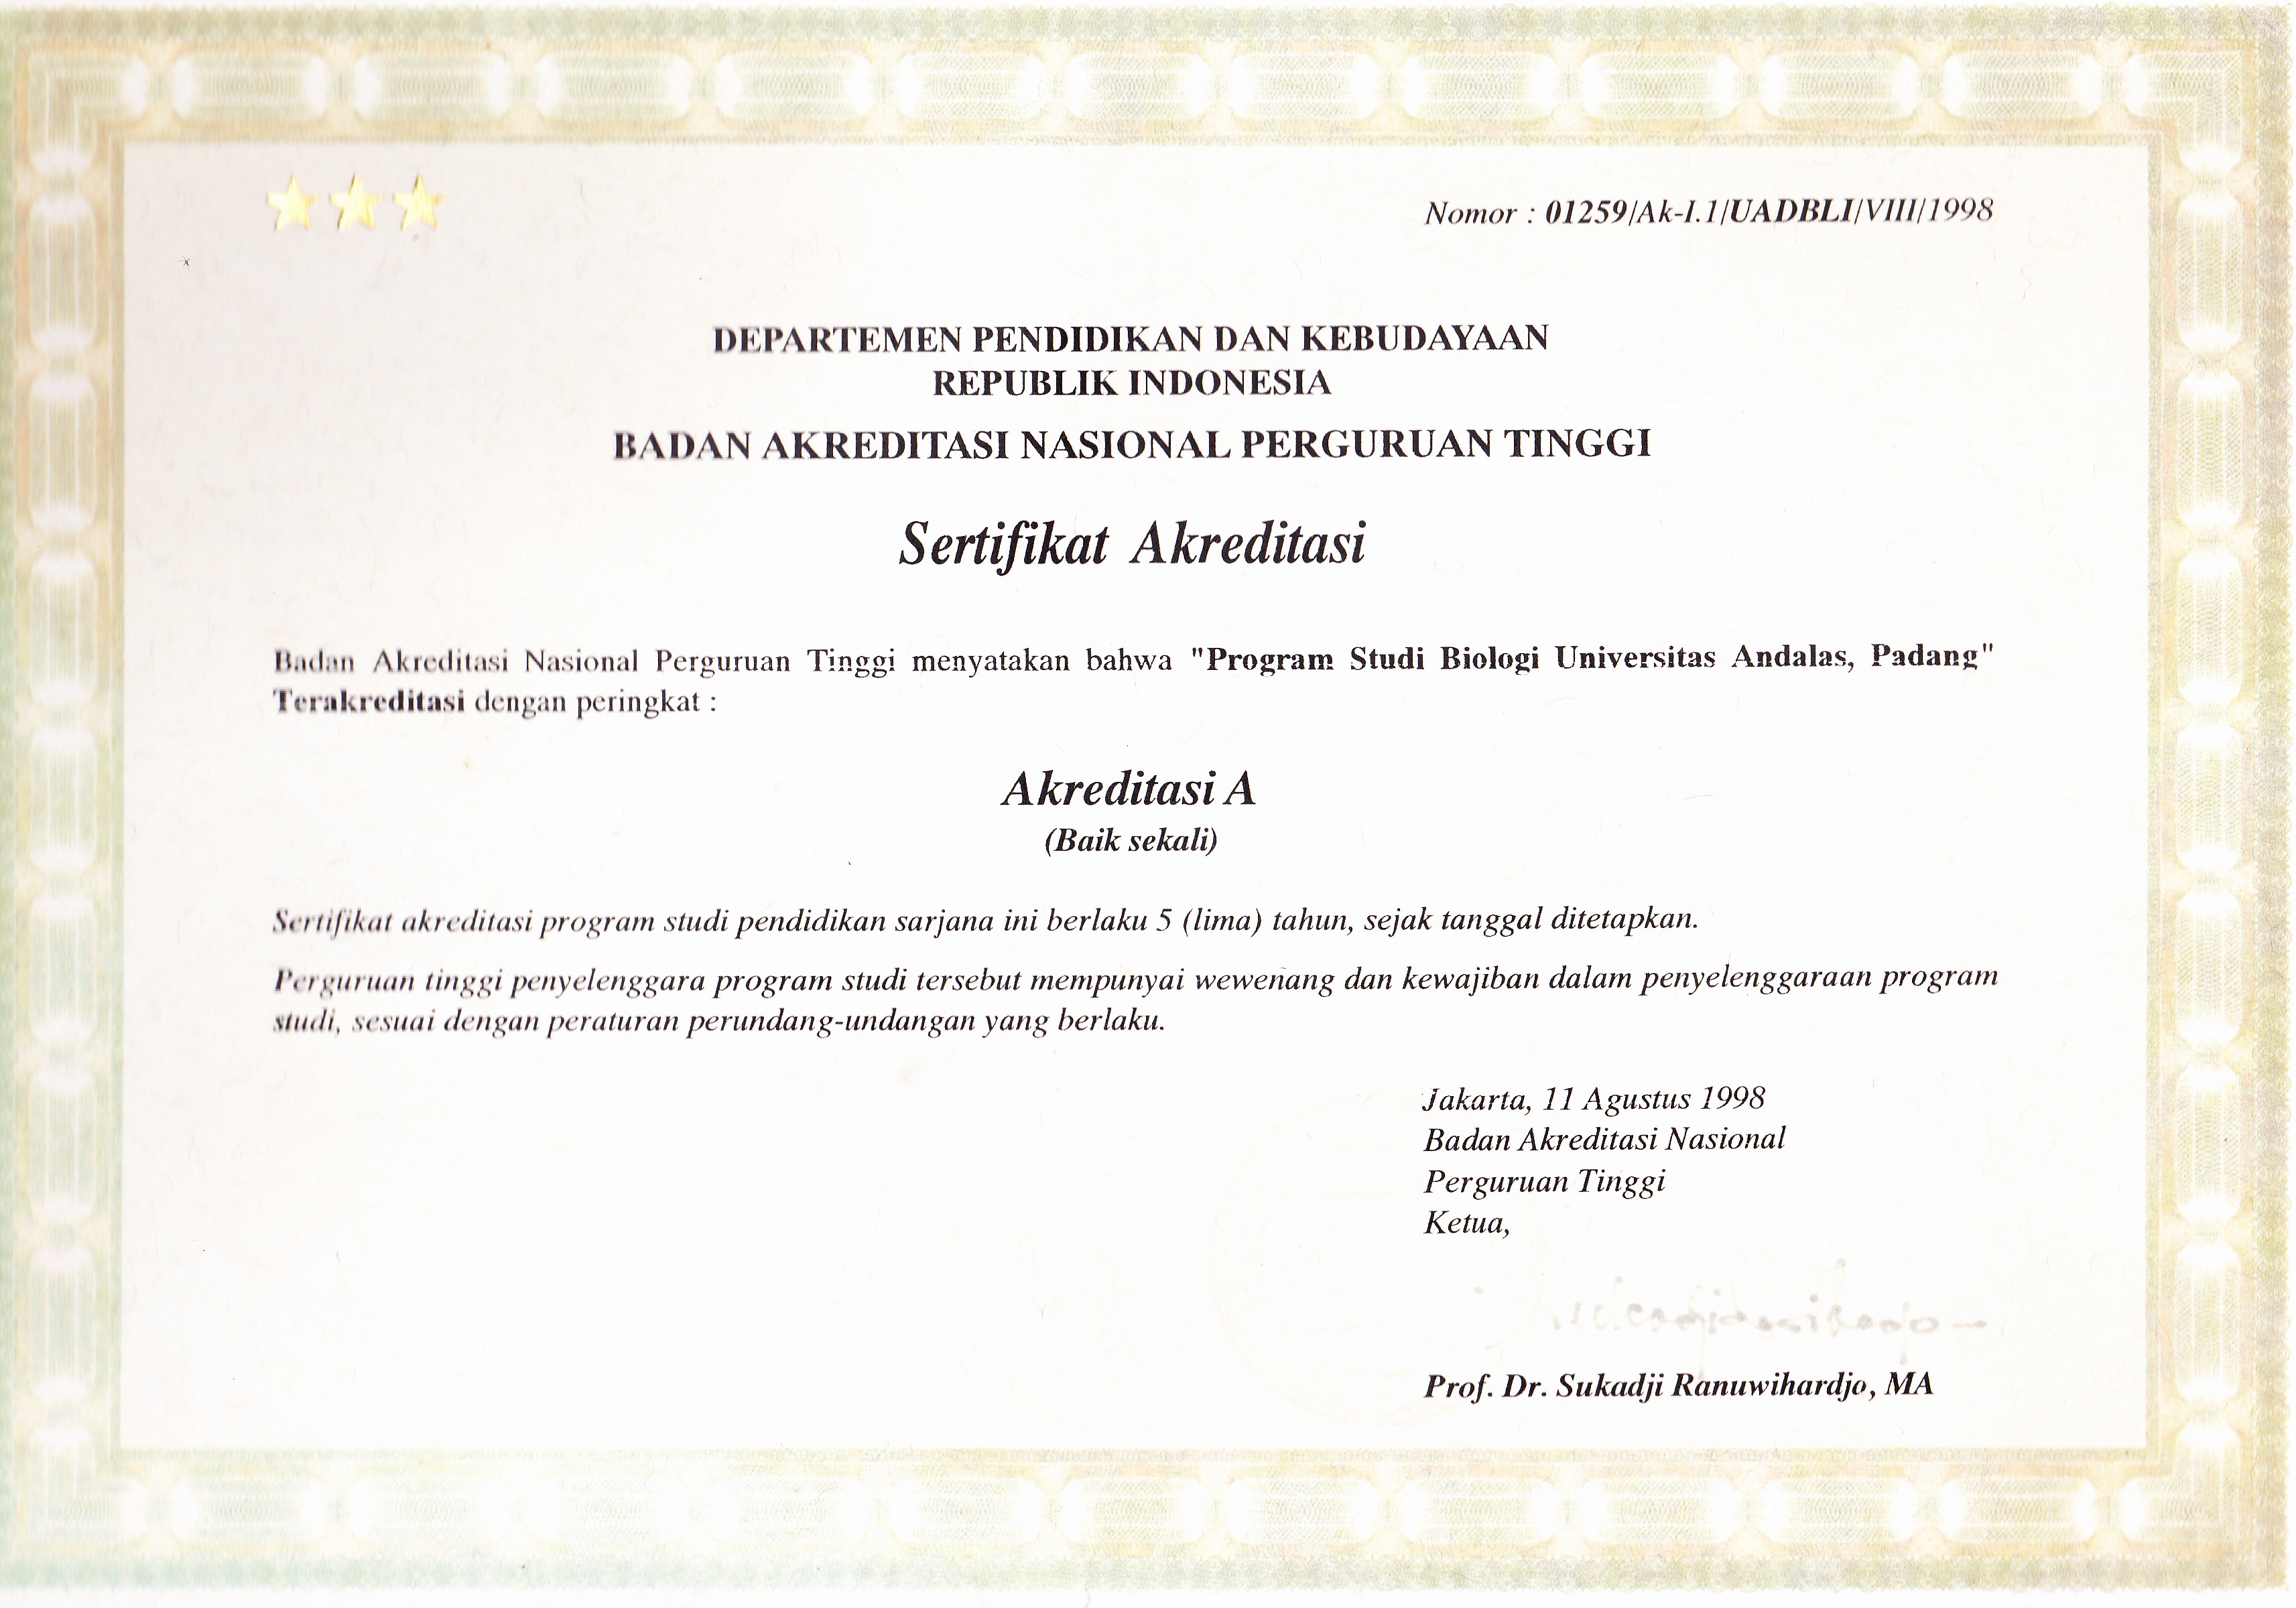 Nomor : 01259/Ak-I.1/UADBLI/VIII/1998
DEPARTEMEN PENDIDIKAN DAN KEBUDAYAAN
REPUBLIK INDONESIA
BADAN AKREDITASI NASIONAL PERGURUAN TINGGI
Sertifikat Akreditasi
Badan Akreditasi Nasional Perguruan Tinggi menyatakan bahwa "Program Studi Biologi Universitas Andalas, Padang"
Terakreditasi dengan peringkat :
Akreditasi A
(Baik sekali)
Sertifikat akreditasi program studi pendidikan sarjana ini berlaku 5 (lima) tahun, sejak tanggal ditetapkan.
Perguruan tinggi penyelenggara program studi tersebut mempunyai wewenang dan kewajiban dalam penyelenggaraan program
studi, sesuai dengan peraturan perundang-undangan yang berlaku.
Jakarta, 11 Agustus 1998
Badan Akreditasi Nasional
Perguruan Tinggi
Ketua,
Prof. Dr. Sukadji Ranuwihardjo, MA